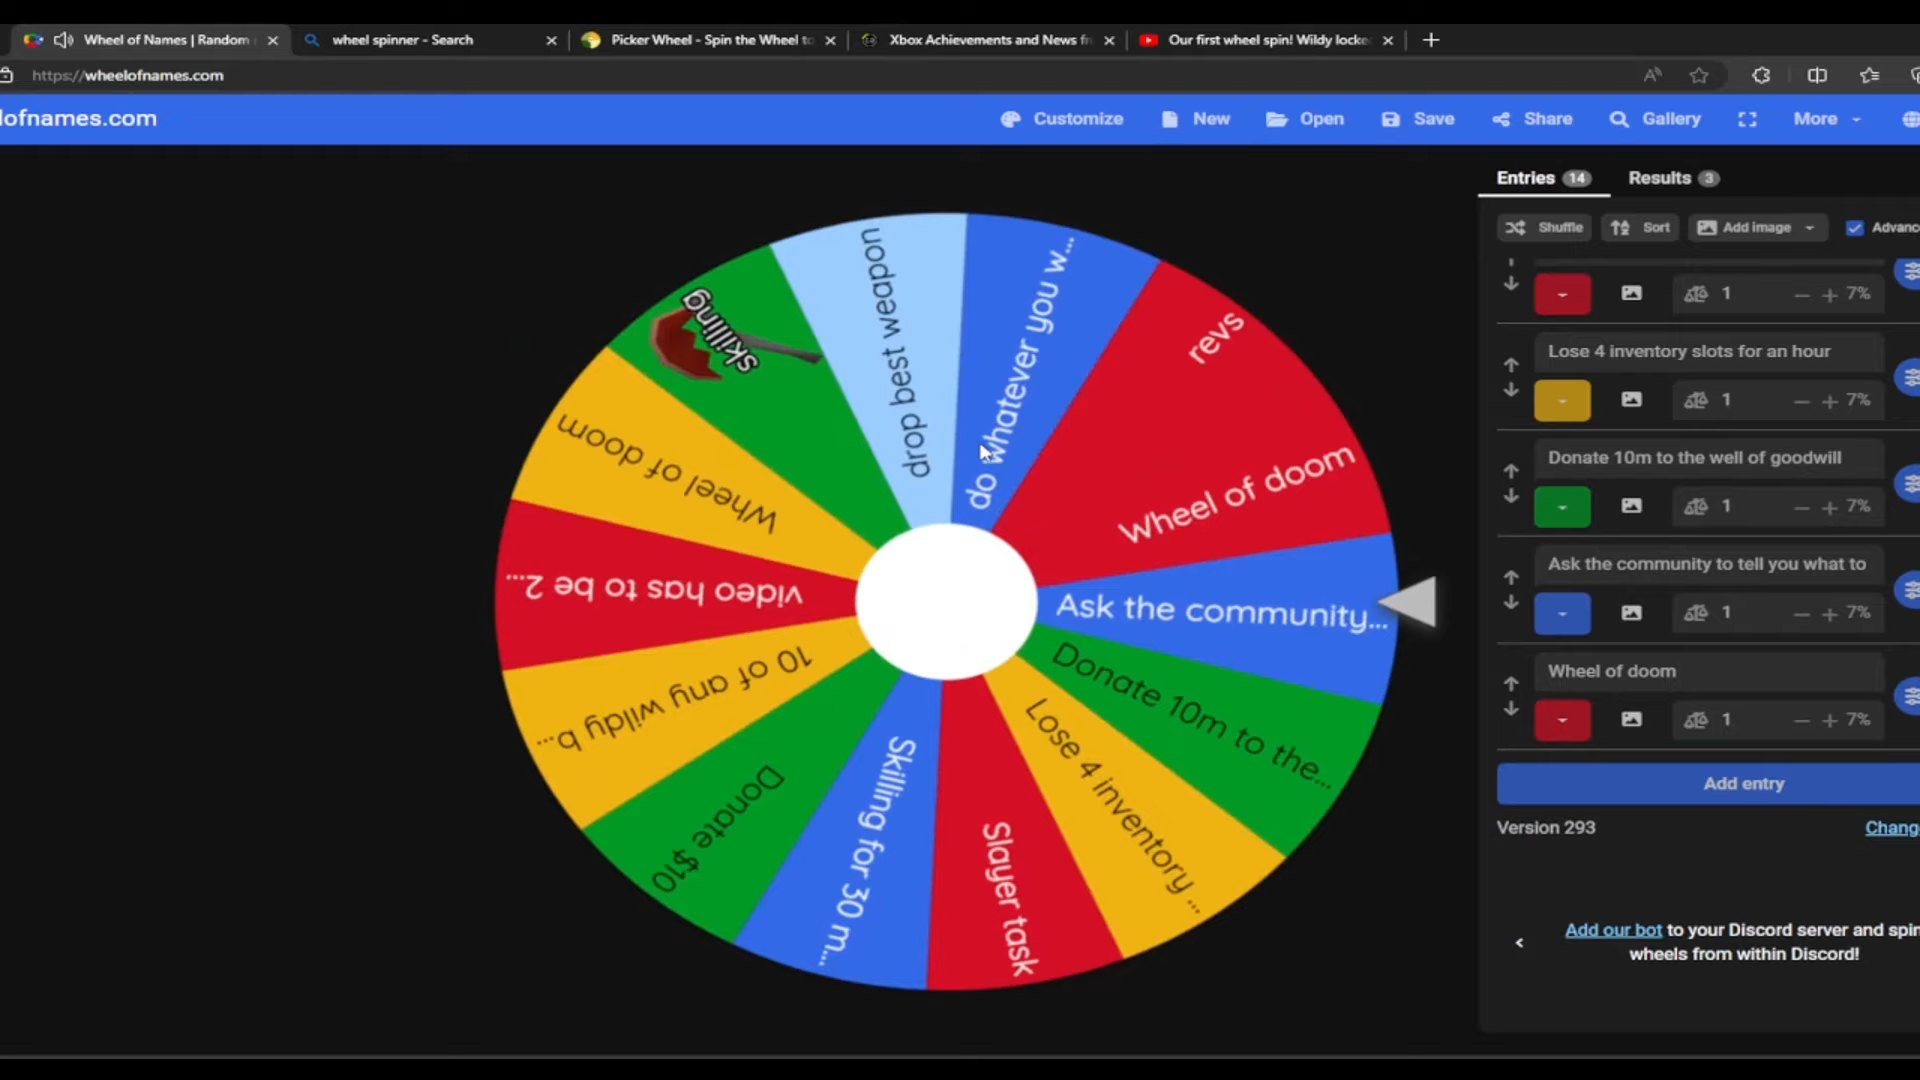 Wheel of Names | Random
wheel spinner - Search
Picker Wheel - Spin the Wheel to
Xbox Achievements and News fr
Our first wheel spin! Wildy locke
https://wheelofnames.com
lofnames.com
Customize
New
Open
Save
Share
Gallery
More
Entries 14
Results 3
Shuffle
Sort
Add image
Advanc
1
7%
Lose 4 inventory slots for an hour
1
7%
Donate 10m to the well of goodwill
1
7%
Ask the community to tell you what to
1
7%
Wheel of doom
1
7%
Add entry
Version 293
Change
Add our bot to your Discord server and spin
wheels from within Discord!
drop best weapon
do whatever you w...
revs
Wheel of doom
Ask the community...
Donate 10m to the...
Lose 4 inventory ...
Slayer task
Skilling for 30 m...
Donate $10
10 of any wildy b...
video has to be 2...
Wheel of doom
skilling